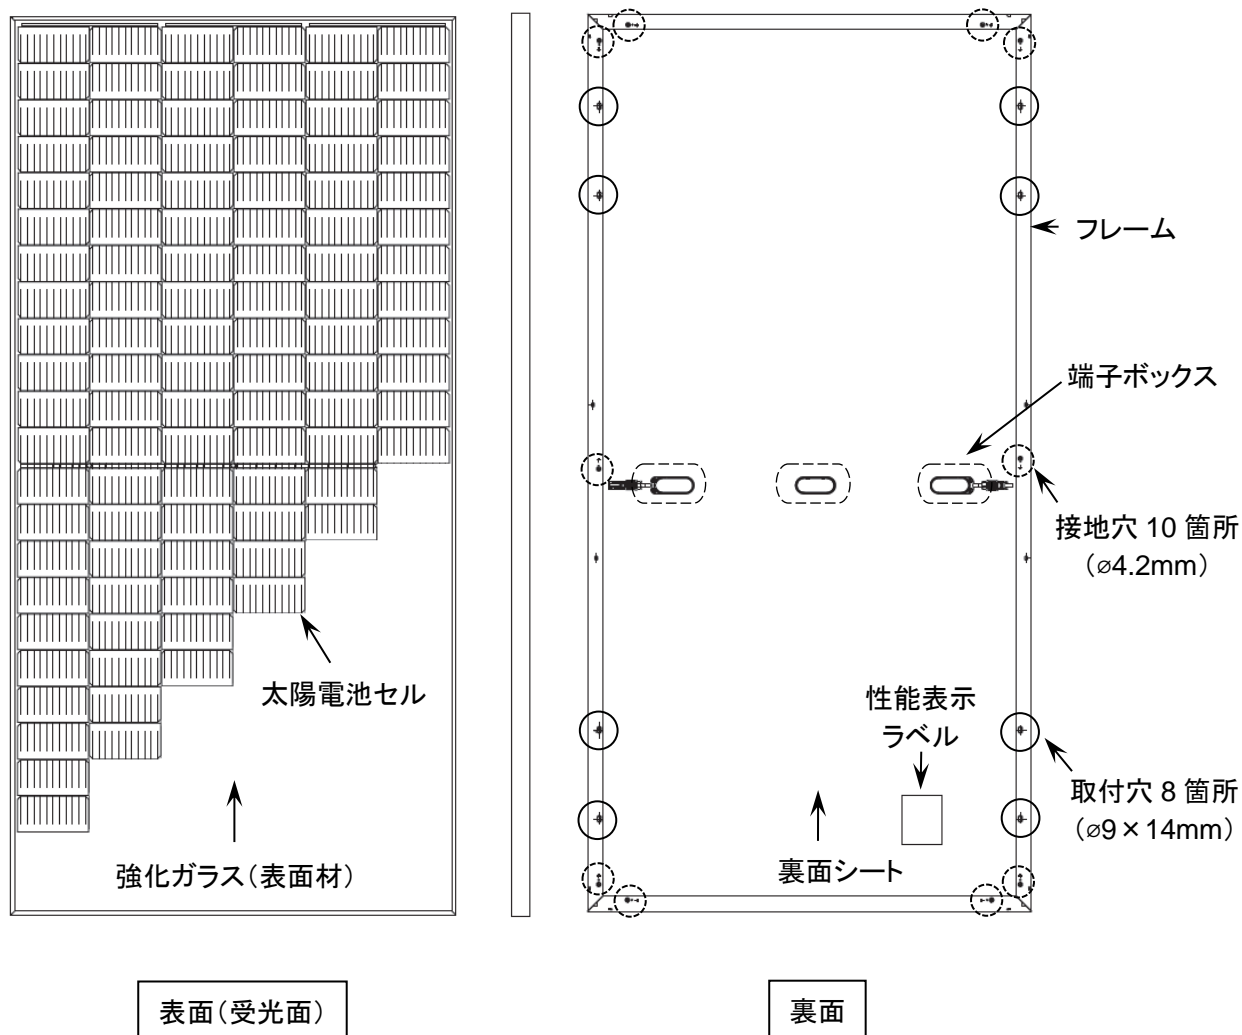 フレーム
端子ボックス
接地穴 10 箇所
（⌀4.2mm）
太陽電池セル
性能表示
ラベル
取付穴 8 箇所
（⌀9×14mm）
強化ガラス（表面材）
裏面シート
表面（受光面）
裏面